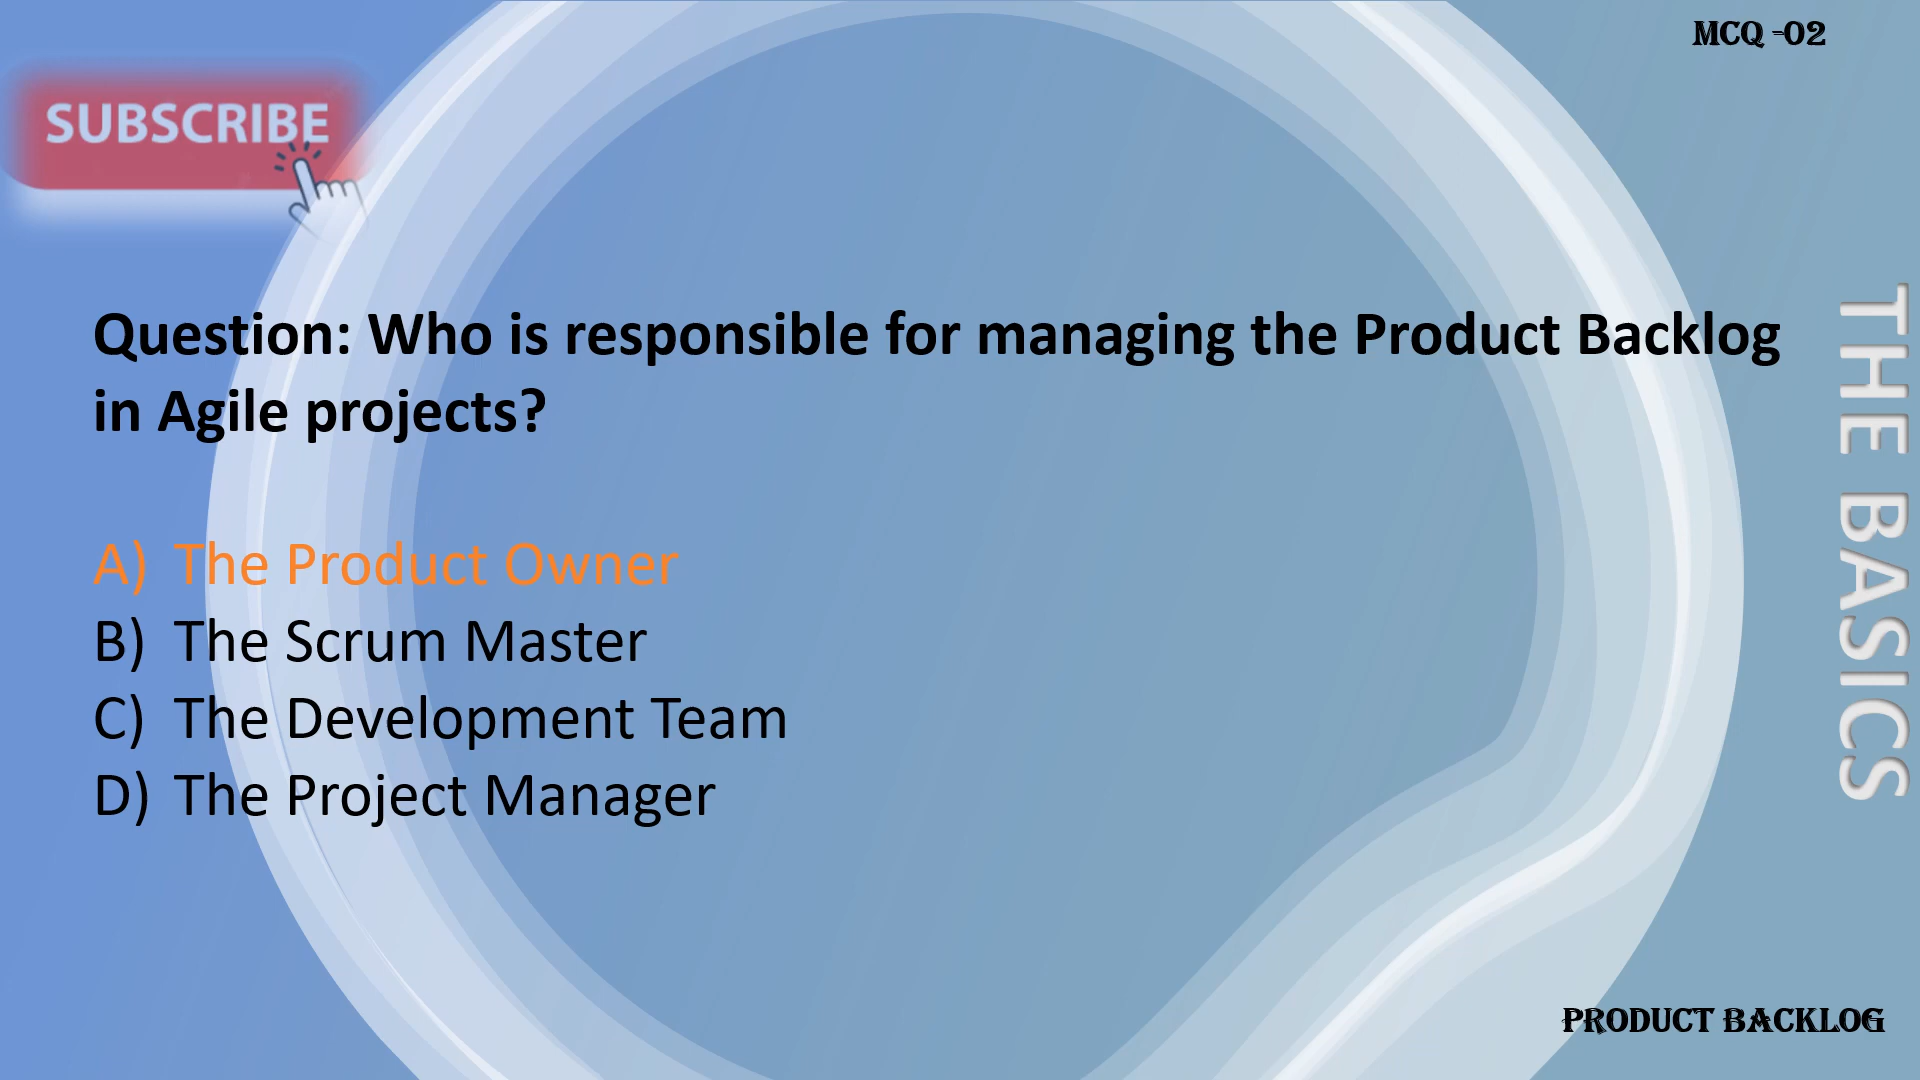 MCQ -02
SUBSCRIBE
Question: Who is responsible for managing the Product Backlog
in Agile projects?
A) The Product Owner
B) The Scrum Master
C) The Development Team
D) The Project Manager
THE BASICS
PRODUCT BACKLOG